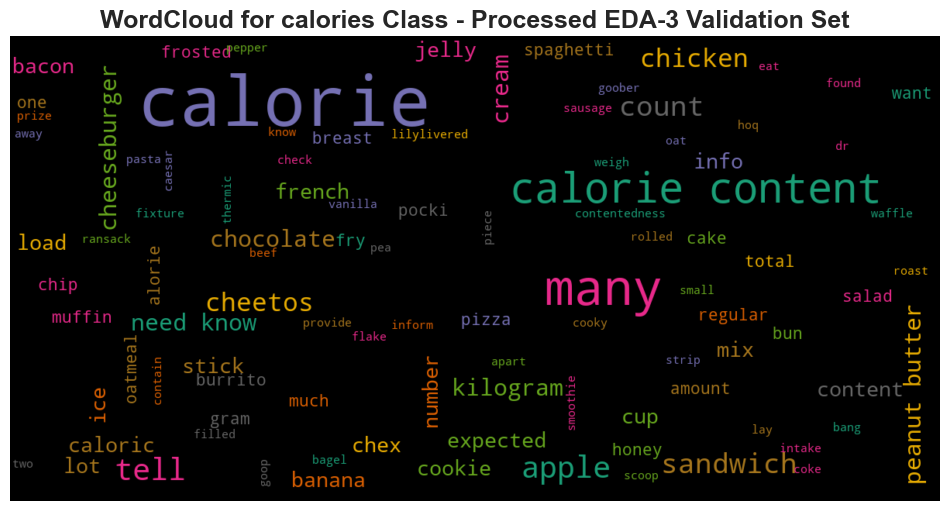 WordCloud for calories Class - Processed EDA-3 Validation Set
bacon
frosted
pepper
jelly
spaghetti
chicken
eat
found
want
one
prize
away
cheeseburger
calorie
know
breast
lilylivered
cream
goober
sausage
count
hoq
oat
dr
info
pasta
caesar
check
thermic
french
vanilla
fixture
pocki
weigh
calorie content
contentedness
waffle
piece
load
ransack
chocolate
fry
beef
pea
rolled
cake
total
roast
alorie
chip
muffin
cheetos
need know
provide
inform
flake
pizza
many
cooky
small
regular
salad
bun
oatmeal
contain
stick
burrito
number
apart
kilogram
smoothie
strip
mix
amount
content
peanut butter
ice
much
gram
filled
cup
caloric
chex
expected
honey
lay
bang
intake
two
lot
tell
goop
bagel
banana
cookie
apple
scoop
sandwich
coke